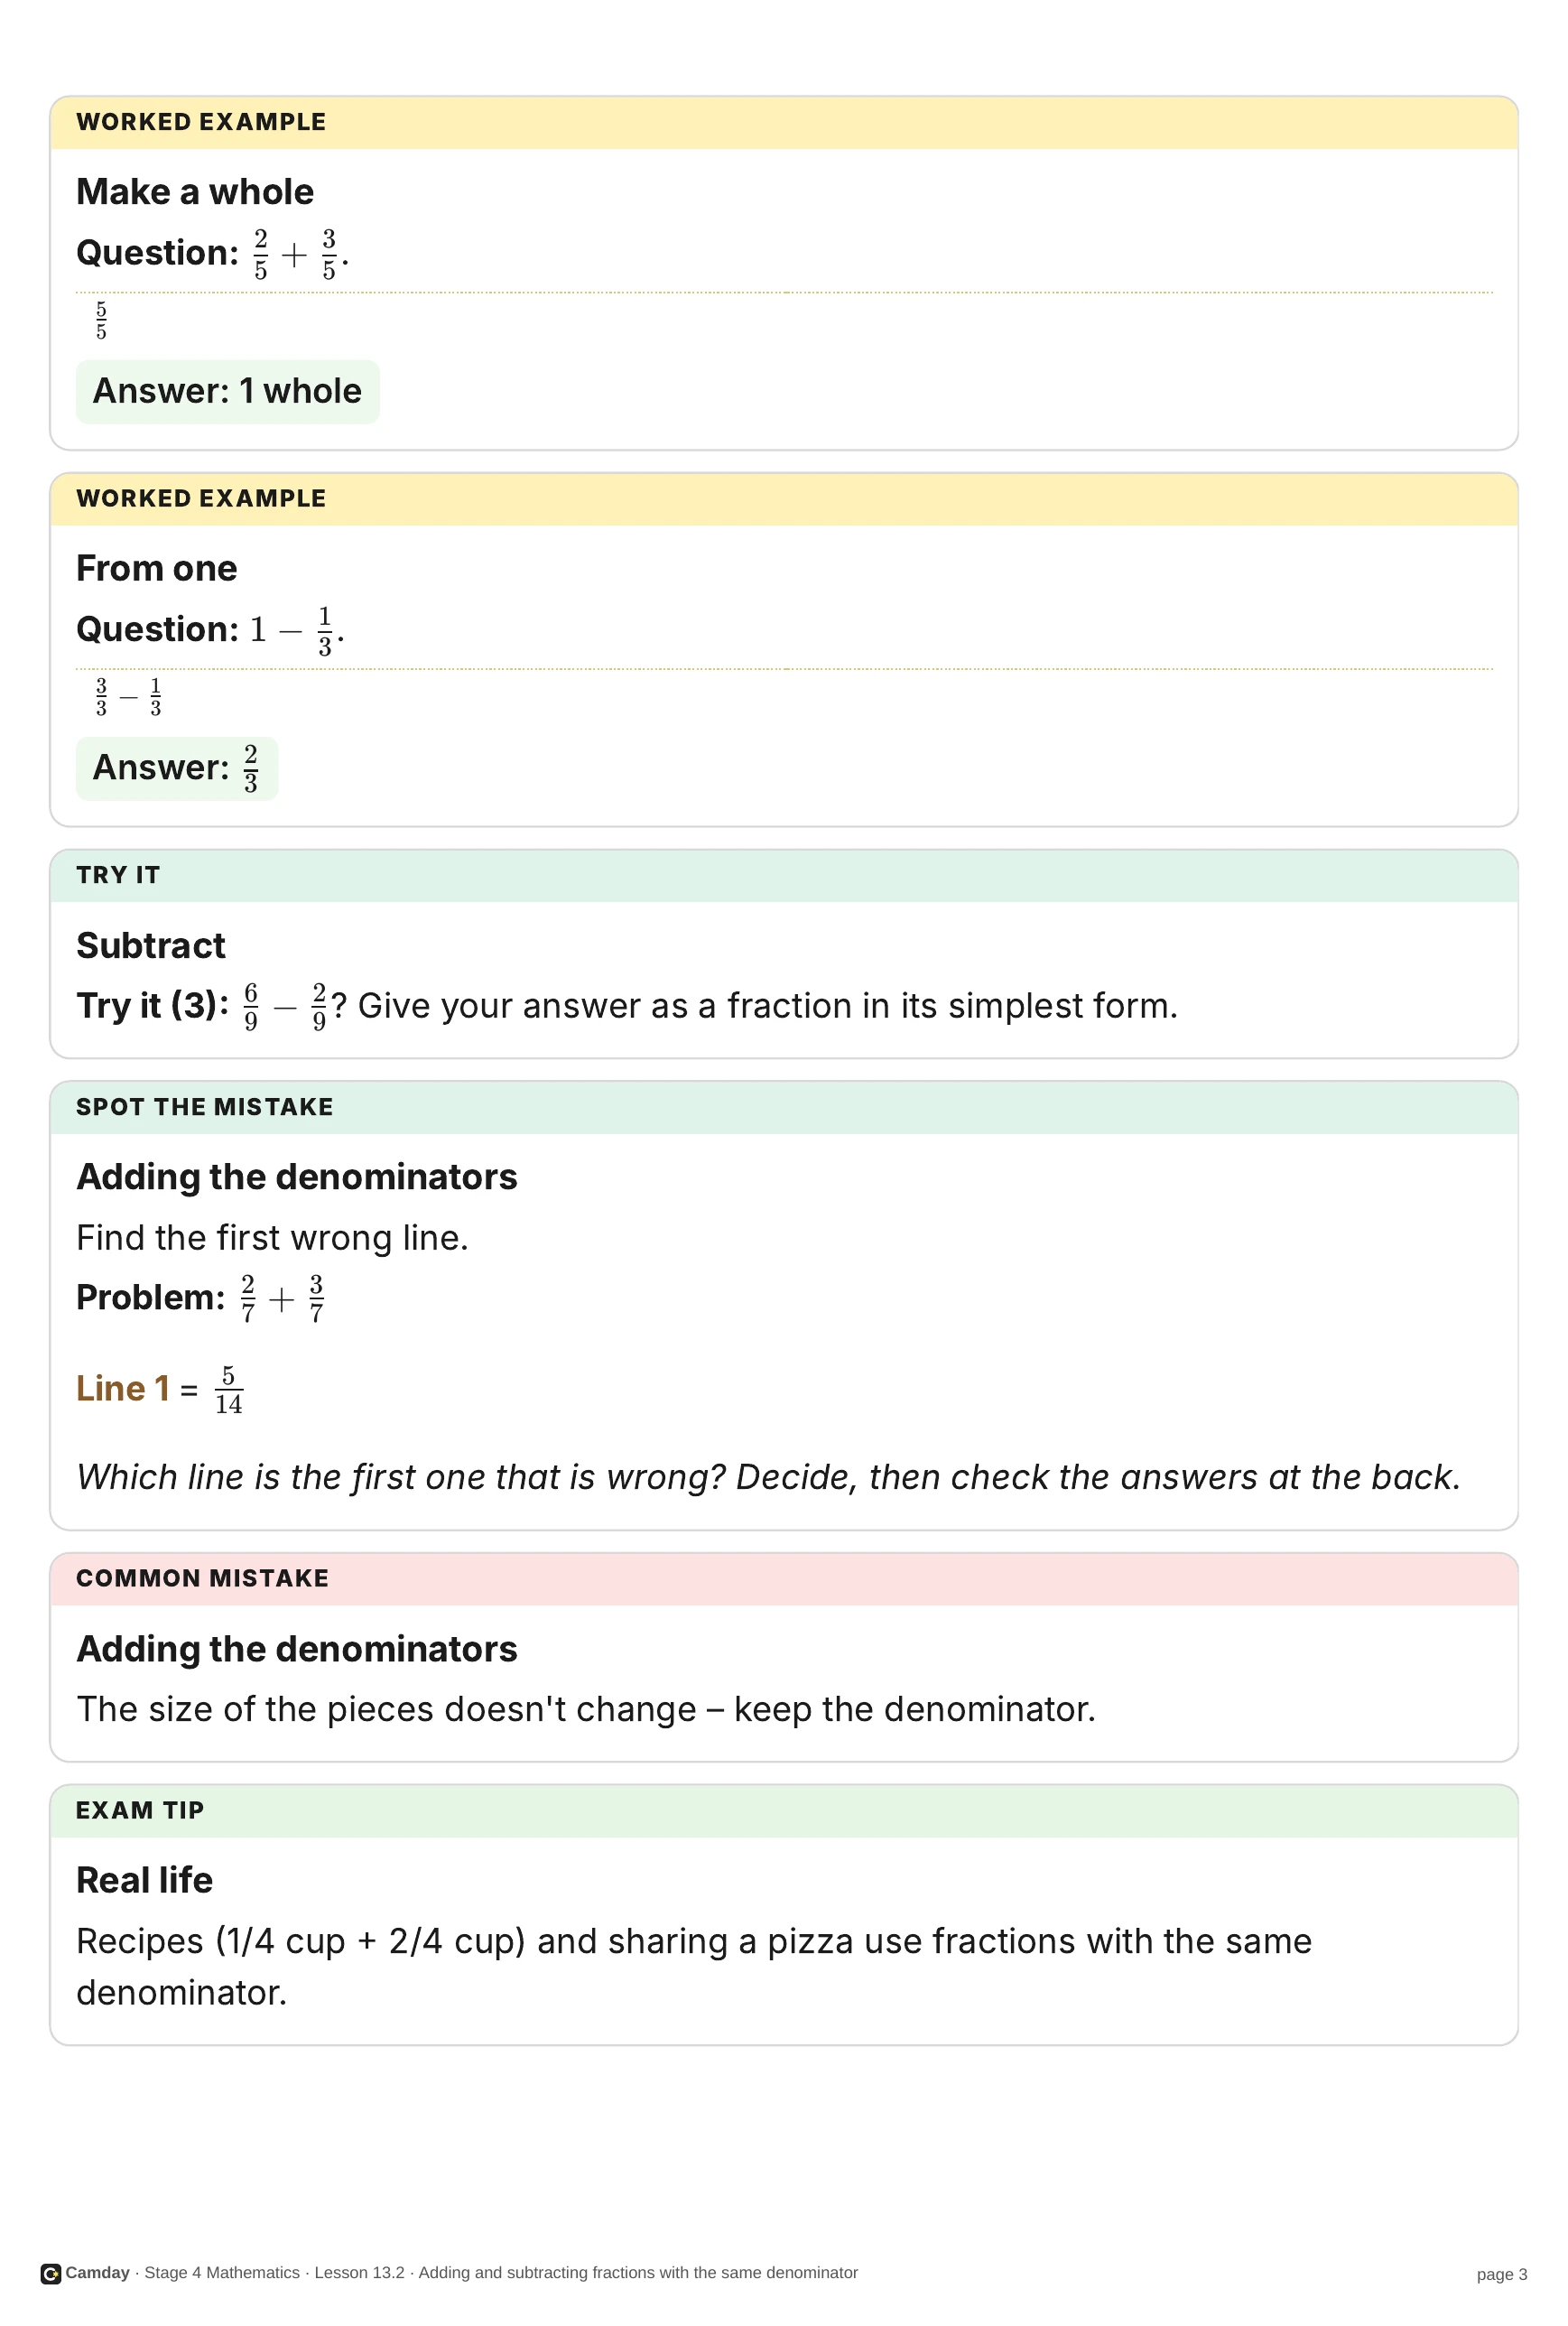 WORKED EXAMPLE
Make a whole
Question: 2/5 + 3/5.
5/5
Answer: 1 whole
WORKED EXAMPLE
From one
Question: 1 − 1/3.
3/3 − 1/3
Answer: 2/3
TRY IT
Subtract
Try it (3): 6/9 − 2/9? Give your answer as a fraction in its simplest form.
SPOT THE MISTAKE
Adding the denominators
Find the first wrong line.
Problem: 2/7 + 3/7
Line 1 = 5/14
Which line is the first one that is wrong? Decide, then check the answers at the back.
COMMON MISTAKE
Adding the denominators
The size of the pieces doesn't change – keep the denominator.
EXAM TIP
Real life
Recipes (1/4 cup + 2/4 cup) and sharing a pizza use fractions with the same
denominator.
Camday · Stage 4 Mathematics · Lesson 13.2 · Adding and subtracting fractions with the same denominator
page 3